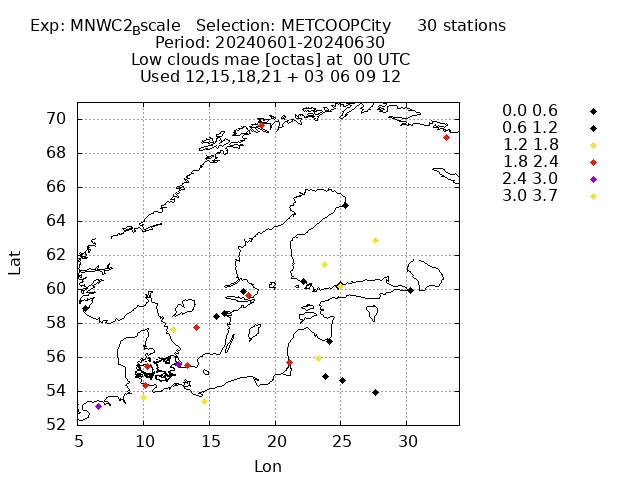 Exp: MNWC2_Bscale Selection: METCOOPCity 30 stations
Period: 20240601-20240630
Low clouds mae [octas] at 00 UTC
Used 12,15,18,21 + 03 06 09 12
70
68
66
64
62
60
58
56
54
52
Lat
5 10 15 20 25 30
Lon
0.0 0.6
0.6 1.2
1.2 1.8
1.8 2.4
2.4 3.0
3.0 3.7